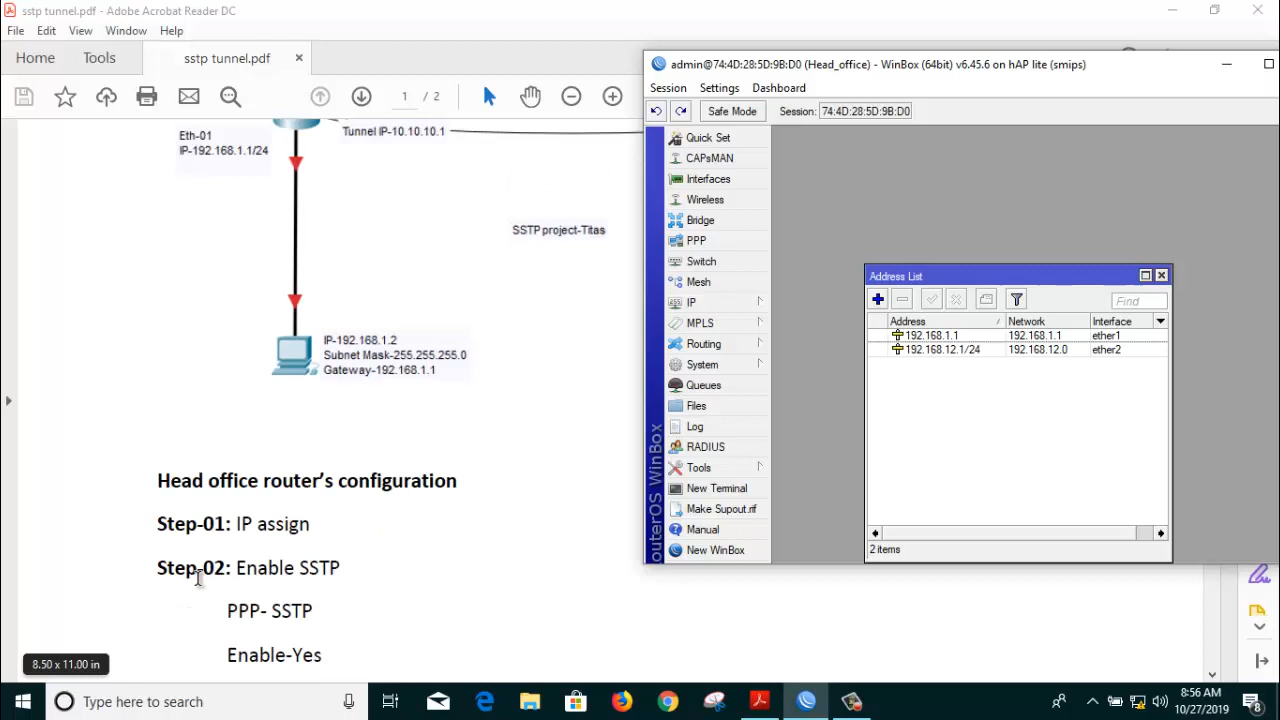 sstp tunnel.pdf - Adobe Acrobat Reader DC
File Edit View Window Help
Home Tools sstp tunnel.pdf ×
1 / 2
Eth-01
IP-192.168.1.1/24
Tunnel IP-10.10.10.1
SSTP project-Titas
IP-192.168.1.2
Subnet Mask-255.255.255.0
Gateway-192.168.1.1
Head office router's configuration
Step-01: IP assign
Step-02: Enable SSTP
PPP- SSTP
Enable-Yes
8.50 x 11.00 in
admin@74:4D:28:5D:9B:D0 (Head_office) - WinBox (64bit) v6.45.6 on hAP lite (smips)
Session Settings Dashboard
Safe Mode Session: 74:4D:28:5D:9B:D0
Quick Set
CAPsMAN
Interfaces
Wireless
Bridge
PPP
Switch
Mesh
IP
MPLS
Routing
System
Queues
Files
Log
RADIUS
Tools
New Terminal
Make Supout.rif
Manual
New WinBox
outerOS WinBox
Address List
Find
Address Network Interface
192.168.1.1 192.168.1.1 ether1
192.168.12.1/24 192.168.12.0 ether2
2 items
Type here to search
8:56 AM
10/27/2019
8